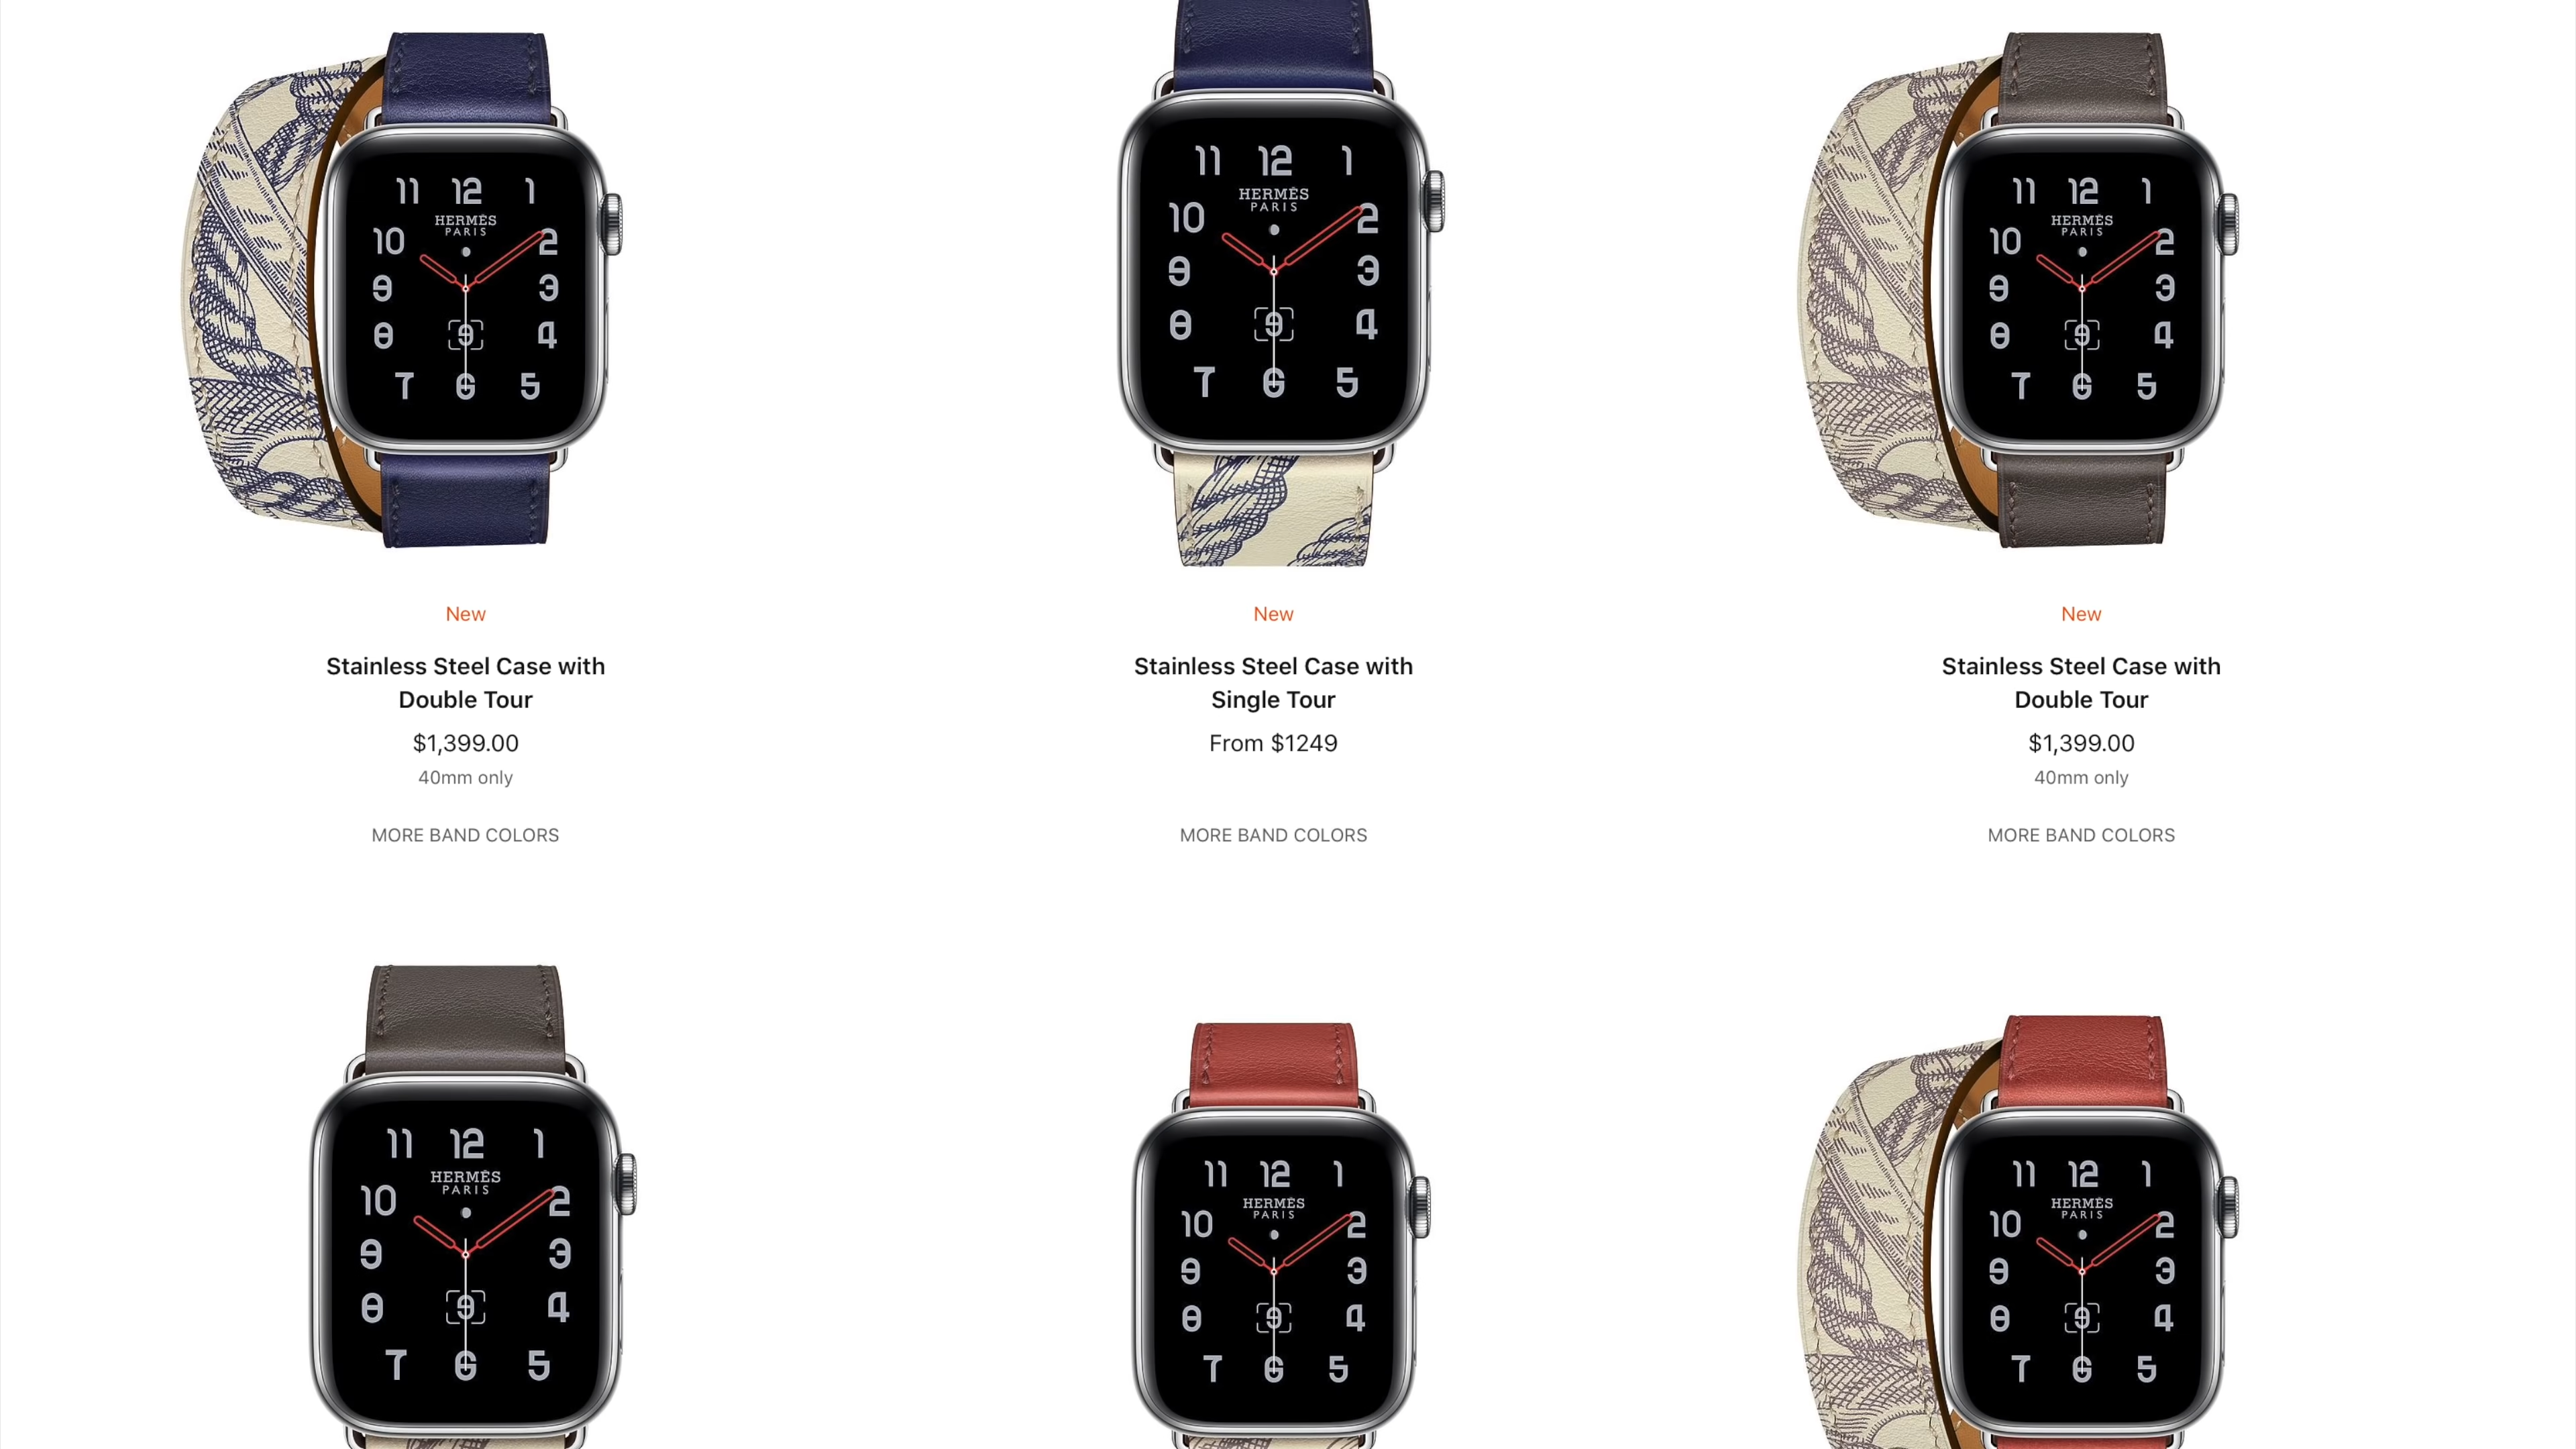 11 12 1
HERMÈS
PARIS
10 2
9 3
8 9 4
7 6 5
11 12 1
HERMÈS
PARIS
10 2
9 3
8 9 4
7 6 5
11 12 1
HERMÈS
PARIS
10 2
9 3
8 9 4
7 6 5
New
Stainless Steel Case with
Double Tour
$1,399.00
40mm only
MORE BAND COLORS
New
Stainless Steel Case with
Single Tour
From $1249
MORE BAND COLORS
New
Stainless Steel Case with
Double Tour
$1,399.00
40mm only
MORE BAND COLORS
11 12 1
HERMÈS
PARIS
10 2
9 3
8 9 4
7 6 5
11 12 1
HERMÈS
PARIS
10 2
9 3
8 9 4
7 6 5
11 12 1
HERMÈS
PARIS
10 2
9 3
8 9 4
7 6 5